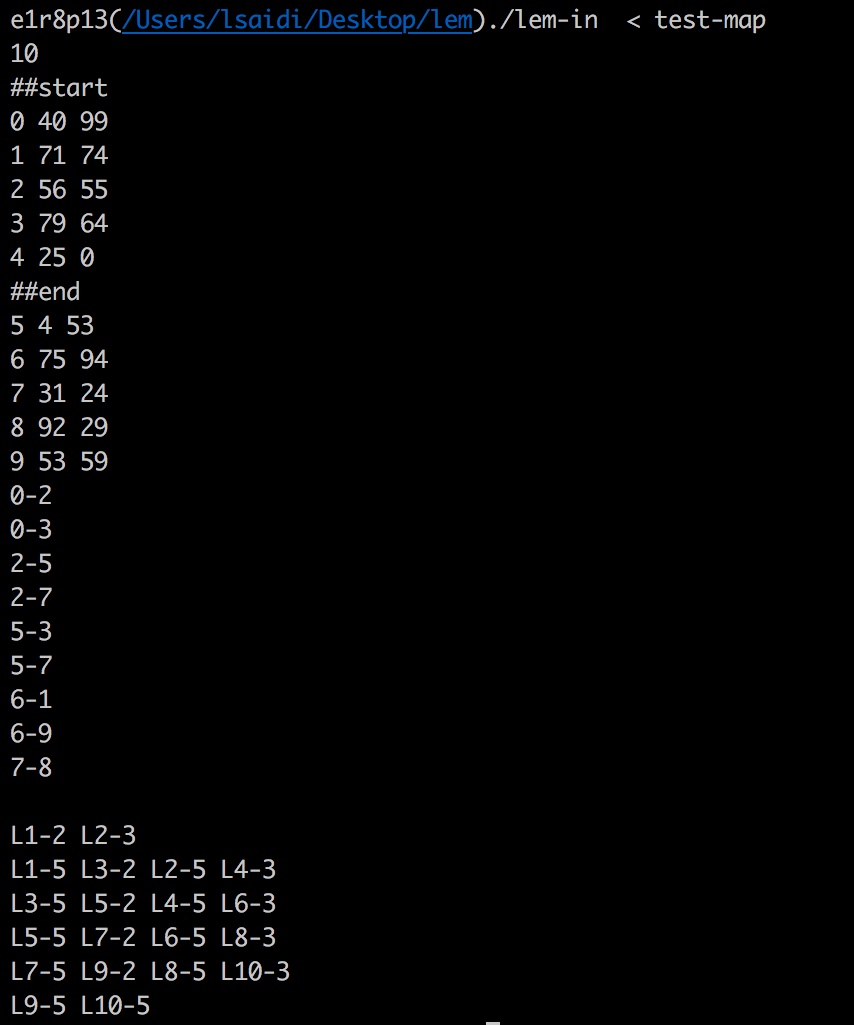 e1r8p13(/Users/lsaidi/Desktop/lem)./lem-in  < test-map
10
##start
0 40 99
1 71 74
2 56 55
3 79 64
4 25 0
##end
5 4 53
6 75 94
7 31 24
8 92 29
9 53 59
0-2
0-3
2-5
2-7
5-3
5-7
6-1
6-9
7-8

L1-2 L2-3
L1-5 L3-2 L2-5 L4-3
L3-5 L5-2 L4-5 L6-3
L5-5 L7-2 L6-5 L8-3
L7-5 L9-2 L8-5 L10-3
L9-5 L10-5